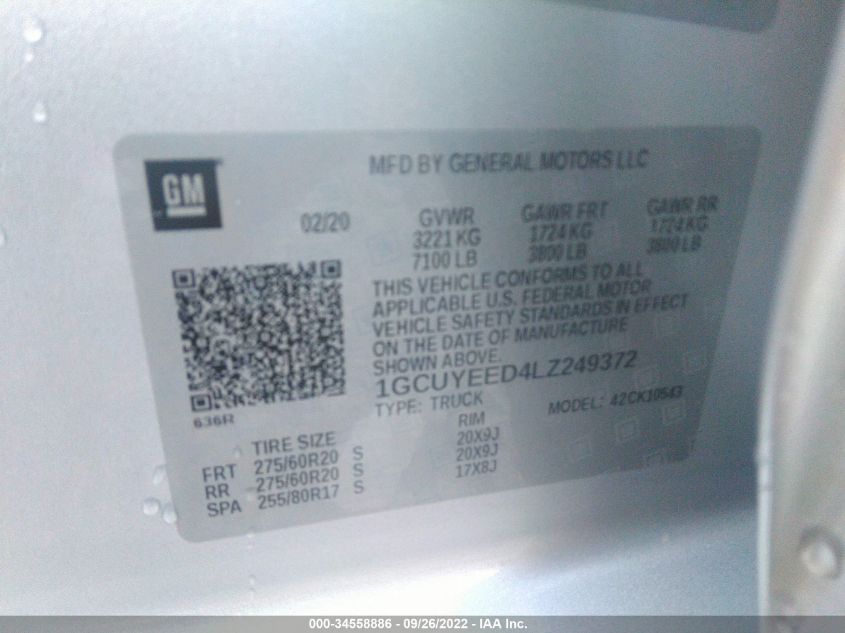 MFD BY GENERAL MOTORS LLC
GM
02/20 GVWR GAWR FRT GAWR RR
3221 KG 1724 KG 1724 KG
7100 LB 3800 LB 3800 LB
THIS VEHICLE CONFORMS TO ALL
APPLICABLE U.S. FEDERAL MOTOR
VEHICLE SAFETY STANDARDS IN EFFECT
ON THE DATE OF MANUFACTURE
SHOWN ABOVE.
1GCUYEED4LZ249372
TYPE: TRUCK MODEL: 42CK10543
636R
TIRE SIZE RIM
FRT 275/60R20 S 20X9J
RR 275/60R20 S 20X9J
SPA 255/80R17 S 17X8J
000-34558886 - 09/26/2022 - IAA Inc.